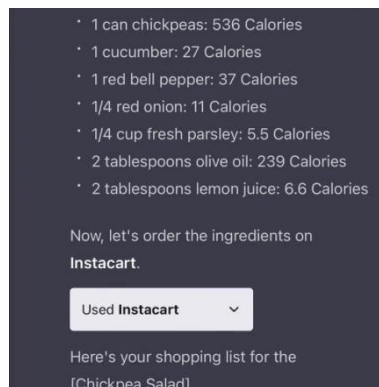 • 1 can chickpeas: 536 Calories
• 1 cucumber: 27 Calories
• 1 red bell pepper: 37 Calories
• 1/4 red onion: 11 Calories
• 1/4 cup fresh parsley: 5.5 Calories
• 2 tablespoons olive oil: 239 Calories
• 2 tablespoons lemon juice: 6.6 Calories
Now, let's order the ingredients on
Instacart.
Used Instacart
Here's your shopping list for the
[Chickpea Salad]